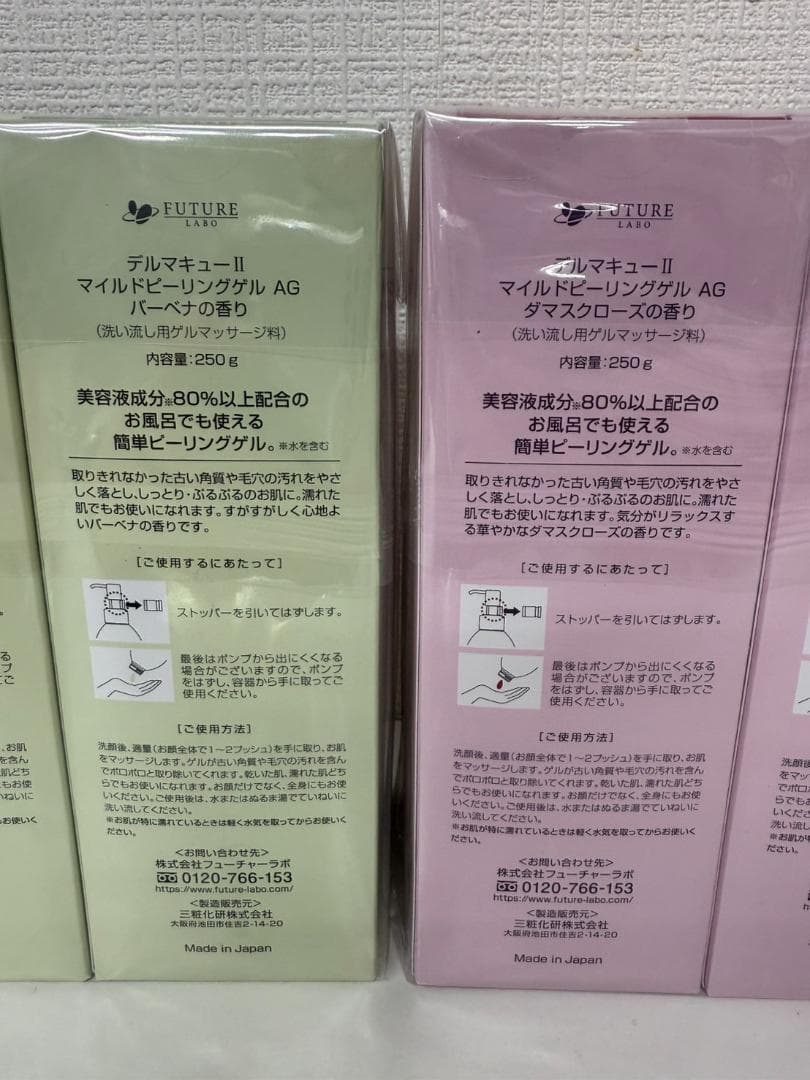 FUTURE
LABO
デルマキューⅡ
マイルドピーリングゲル AG
バーベナの香り
(洗い流し用ゲルマッサージ料)
内容量:250g
美容液成分※80%以上配合の
お風呂でも使える
簡単ピーリングゲル。※水を含む
取りきれなかった古い角質や毛穴の汚れをやさ
しく落とし、しっとり・ぷるぷるのお肌に。濡れた
肌でもお使いになれます。すがすがしく心地よ
いバーベナの香りです。
[ご使用するにあたって]
ストッパーを引いてはずします。
最後はポンプから出にくくなる
場合がございますので、ポンプ
をはずし、容器から手に取ってご
使用ください。
[ご使用方法]
洗顔後、適量(お顔全体で1〜2プッシュ)を手に取り、お肌
をマッサージします。ゲルが古い角質や毛穴の汚れを含ん
でポロポロと取り除いてくれます。乾いた肌、濡れた肌どち
らでもお使いになれます。お顔だけでなく、全身にもお使
いください。ご使用後は、水またはぬるま湯でていねいに
洗い流してください。
※お肌が特に濡れているときは軽く水気を取ってからお使いく
ださい。
<お問い合わせ先>
株式会社フューチャーラボ
0120-766-153
https://www.future-labo.com/
<製造販売元>
三粧化研株式会社
大阪府池田市住吉2-14-20
Made in Japan
FUTURE
LABO
デルマキューⅡ
マイルドピーリングゲル AG
ダマスクローズの香り
(洗い流し用ゲルマッサージ料)
内容量:250g
美容液成分※80%以上配合の
お風呂でも使える
簡単ピーリングゲル。※水を含む
取りきれなかった古い角質や毛穴の汚れをやさ
しく落とし、しっとり・ぷるぷるのお肌に。濡れた
肌でもお使いになれます。気分がリラックスす
る華やかなダマスクローズの香りです。
[ご使用するにあたって]
ストッパーを引いてはずします。
最後はポンプから出にくくなる
場合がございますので、ポンプ
をはずし、容器から手に取ってご
使用ください。
[ご使用方法]
洗顔後、適量(お顔全体で1〜2プッシュ)を手に取り、お肌
をマッサージします。ゲルが古い角質や毛穴の汚れを含ん
でポロポロと取り除いてくれます。乾いた肌、濡れた肌どち
らでもお使いになれます。お顔だけでなく、全身にもお使
いください。ご使用後は、水またはぬるま湯でていねいに
洗い流してください。
※お肌が特に濡れているときは軽く水気を取ってからお使いく
ださい。
<お問い合わせ先>
株式会社フューチャーラボ
0120-766-153
https://www.future-labo.com/
<製造販売元>
三粧化研株式会社
大阪府池田市住吉2-14-20
Made in Japan